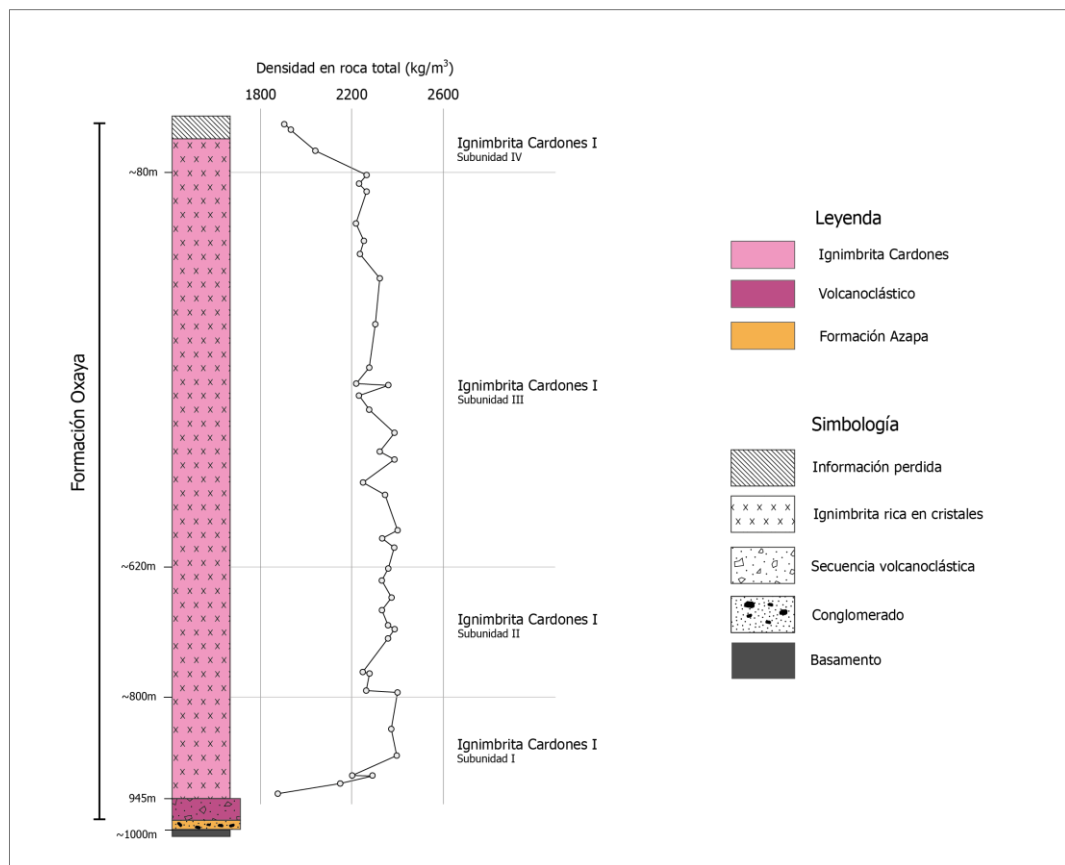 Densidad en roca total (kg/m³)
1800 2200 2600
Formación Oxaya
~80m
~620m
~800m
945m
~1000m
Ignimbrita Cardones I
Subunidad IV
Ignimbrita Cardones I
Subunidad III
Ignimbrita Cardones I
Subunidad II
Ignimbrita Cardones I
Subunidad I
Leyenda
Ignimbrita Cardones
Volcanoclástico
Formación Azapa
Simbología
Información perdida
Ignimbrita rica en cristales
Secuencia volcanoclástica
Conglomerado
Basamento